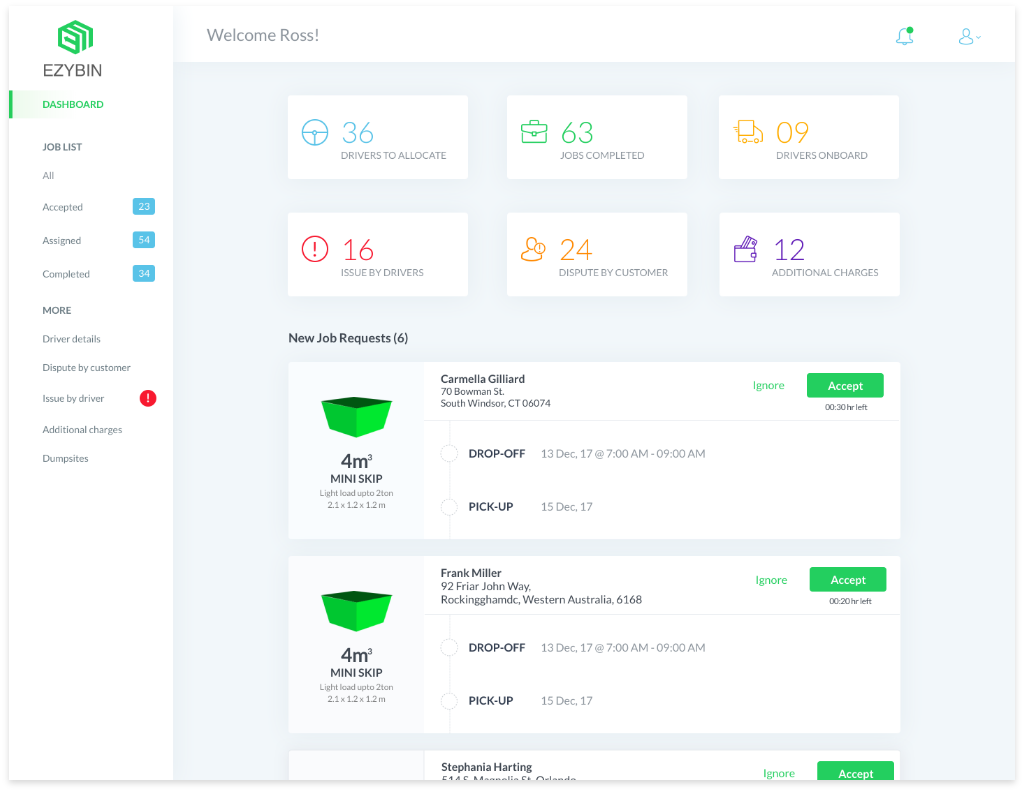 EZYBIN
Welcome Ross!
DASHBOARD
JOB LIST
All
Accepted 23
Assigned 54
Completed 34
MORE
Driver details
Dispute by customer
Issue by driver !
Additional charges
Dumpsites
36
DRIVERS TO ALLOCATE
63
JOBS COMPLETED
09
DRIVERS ONBOARD
16
ISSUE BY DRIVERS
24
DISPUTE BY CUSTOMER
12
ADDITIONAL CHARGES
New Job Requests (6)
4m³
MINI SKIP
Light load upto 2ton
2.1 x 1.2 x 1.2 m
Carmella Gilliard
70 Bowman St.
South Windsor, CT 06074
Ignore
Accept
00:30 hr left
DROP-OFF 13 Dec, 17 @ 7:00 AM - 09:00 AM
PICK-UP 15 Dec, 17
4m³
MINI SKIP
Light load upto 2ton
2.1 x 1.2 x 1.2 m
Frank Miller
92 Friar John Way,
Rockingghamdc, Western Australia, 6168
Ignore
Accept
00:20 hr left
DROP-OFF 13 Dec, 17 @ 7:00 AM - 09:00 AM
PICK-UP 15 Dec, 17
Stephania Harting
514 S. Magnolia St. Orlando
Ignore
Accept